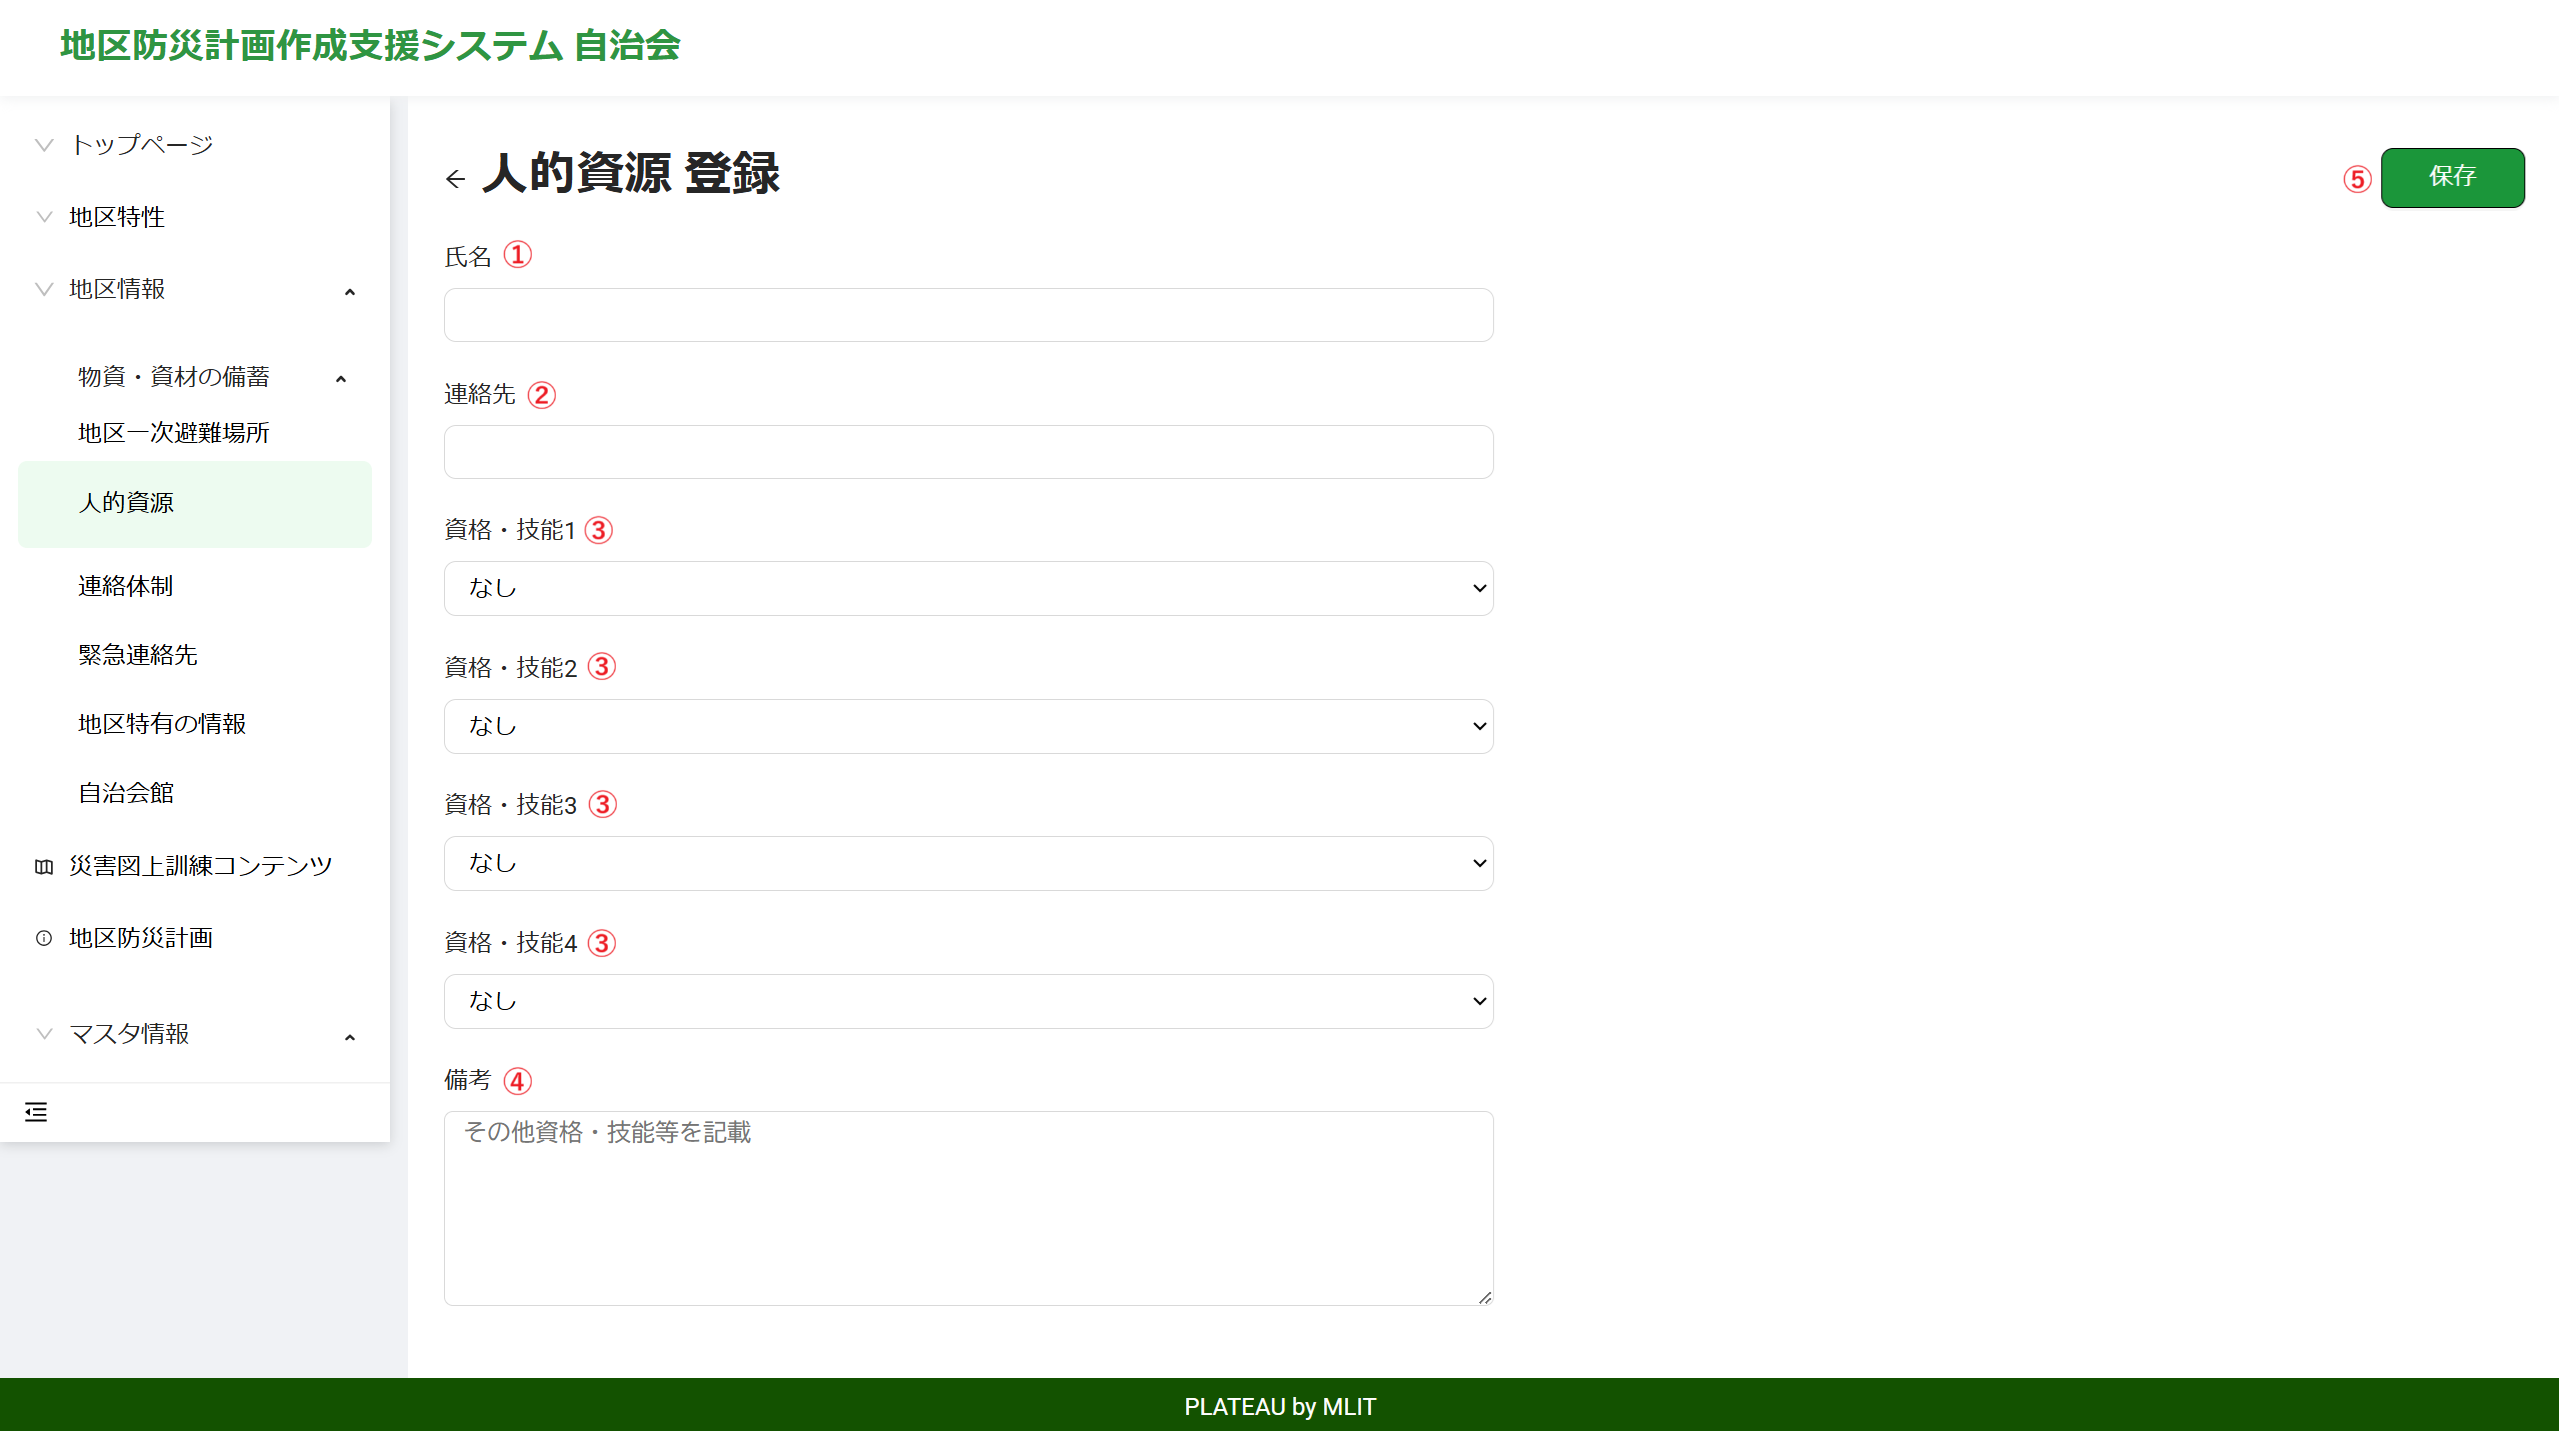 地区防災計画作成支援システム 自治会
トップページ
地区特性
地区情報
物資・資材の備蓄
地区一次避難場所
人的資源
連絡体制
緊急連絡先
地区特有の情報
自治会館
災害図上訓練コンテンツ
地区防災計画
マスタ情報
人的資源 登録
⑤ 保存
氏名 ①
連絡先 ②
資格・技能1 ③
なし
資格・技能2 ③
なし
資格・技能3 ③
なし
資格・技能4 ③
なし
備考 ④
その他資格・技能等を記載
PLATEAU by MLIT